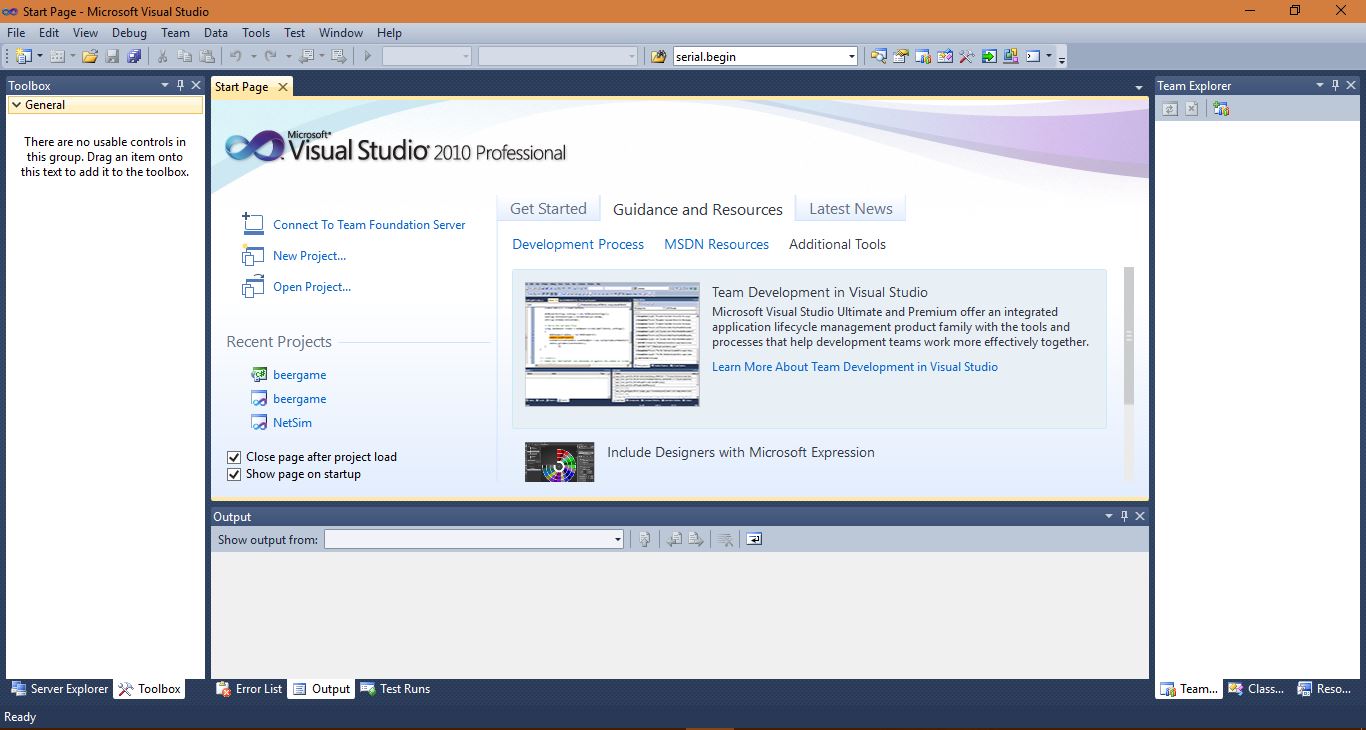 Start Page - Microsoft Visual Studio
File Edit View Debug Team Data Tools Test Window Help
serial.begin
Toolbox
General
There are no usable controls in
this group. Drag an item onto
this text to add it to the toolbox.
Start Page
Microsoft®
Visual Studio® 2010 Professional
Connect To Team Foundation Server
New Project...
Open Project...
Recent Projects
beergame
beergame
NetSim
Close page after project load
Show page on startup
Get Started Guidance and Resources Latest News
Development Process MSDN Resources Additional Tools
Team Development in Visual Studio
Microsoft Visual Studio Ultimate and Premium offer an integrated
application lifecycle management product family with the tools and
processes that help development teams work more effectively together.
Learn More About Team Development in Visual Studio
Include Designers with Microsoft Expression
Team Explorer
Output
Show output from:
Server Explorer Toolbox
Error List Output Test Runs
Team... Class... Reso...
Ready